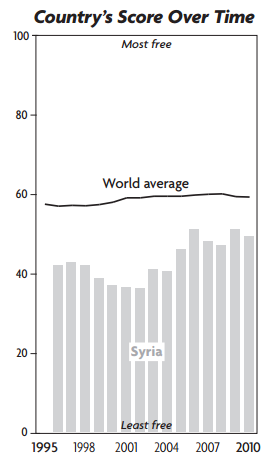 Country's Score Over Time
100
Most free
80
World average
60
40
Syria
20
Least free
0
1995 1998 2001 2004 2007 2010